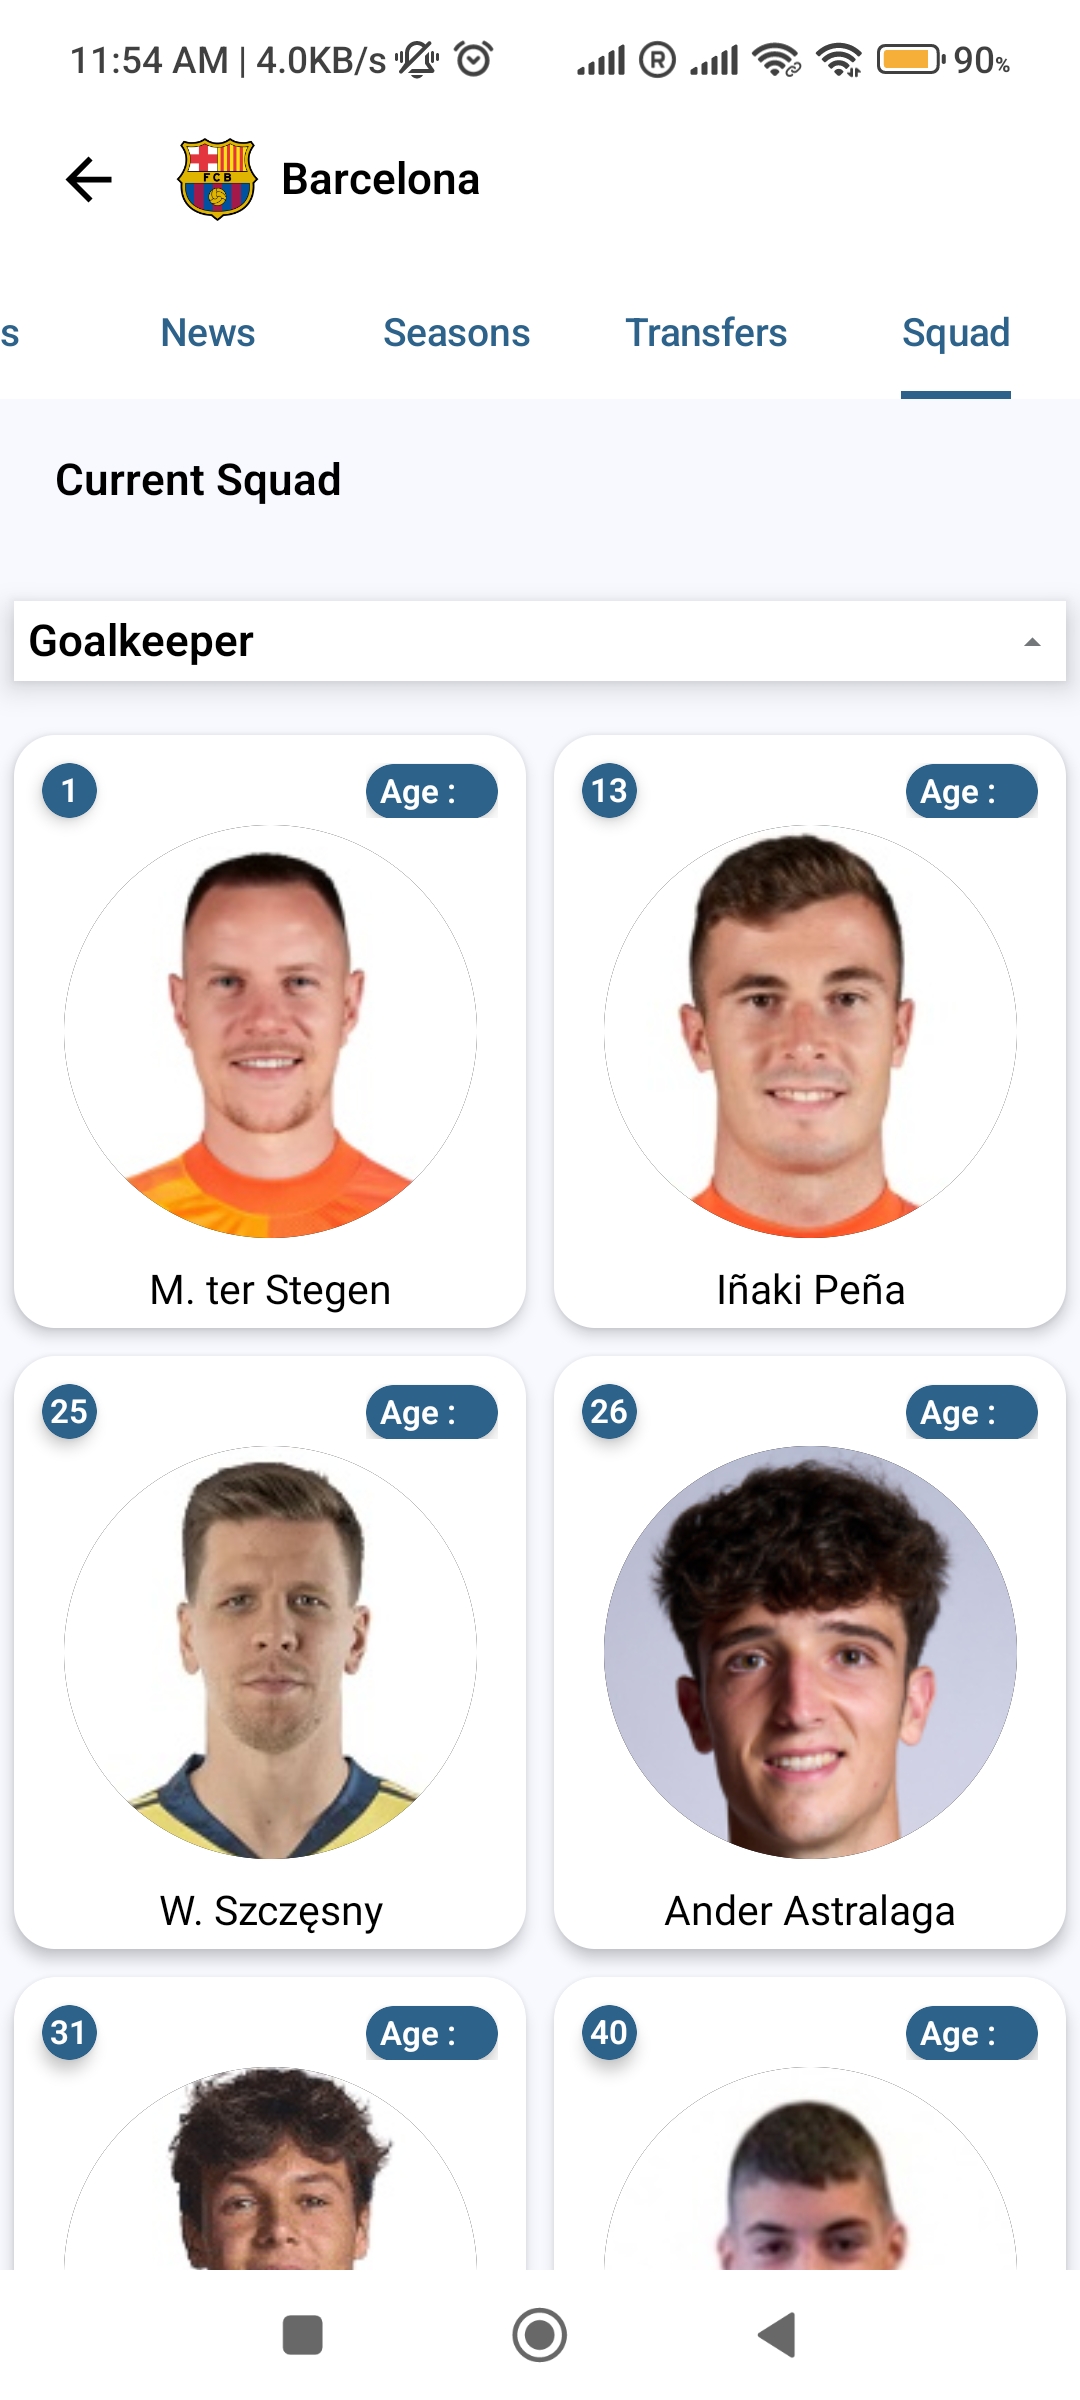 11:54 AM | 4.0KB/s R 90%
FCB
Barcelona
s News Seasons Transfers Squad
Current Squad
Goalkeeper
1 Age :
13 Age :
M. ter Stegen
Iñaki Peña
25 Age :
26 Age :
W. Szczęsny
Ander Astralaga
31 Age :
40 Age :